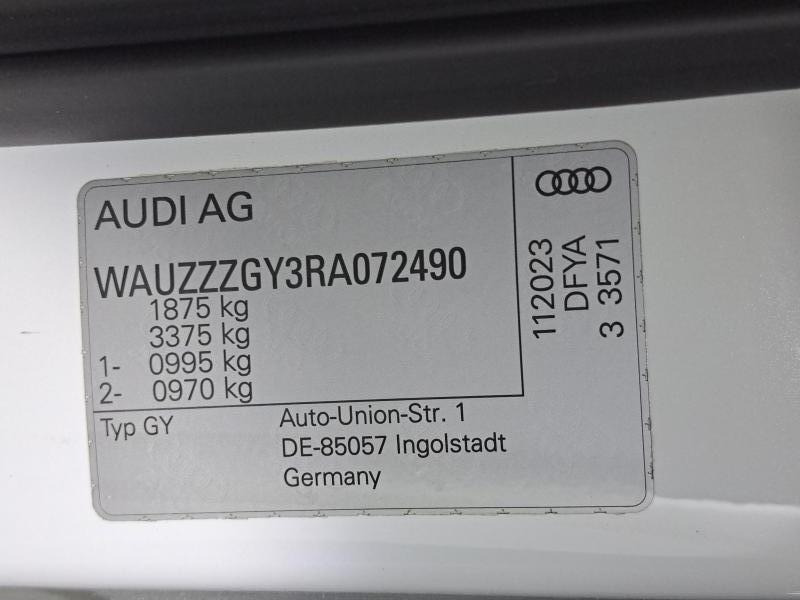 AUDI AG
WAUZZZGY3RA072490
1875 kg
3375 kg
1- 0995 kg
2- 0970 kg
Typ GY
Auto-Union-Str. 1
DE-85057 Ingolstadt
Germany
112023
DFYA
3 3571